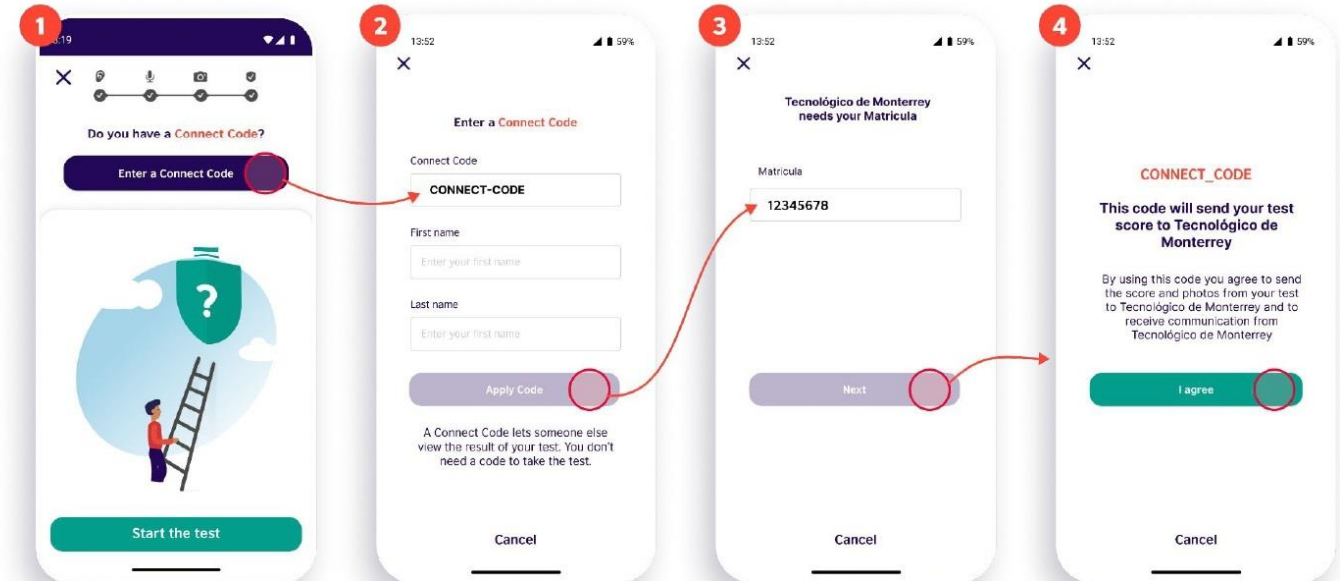 1
:19
Do you have a Connect Code?
Enter a Connect Code
?
Start the test
2
13:52
59%
Enter a Connect Code
Connect Code
CONNECT-CODE
First name
Enter your first name
Last name
Enter your first name
Apply Code
A Connect Code lets someone else
view the result of your test. You don't
need a code to take the test.
Cancel
3
13:52
59%
Tecnológico de Monterrey
needs your Matricula
Matricula
12345678
Next
Cancel
4
13:52
59%
CONNECT_CODE
This code will send your test
score to Tecnológico de
Monterrey
By using this code you agree to send
the score and photos from your test
to Tecnológico de Monterrey and to
receive communication from
Tecnológico de Monterrey
I agree
Cancel